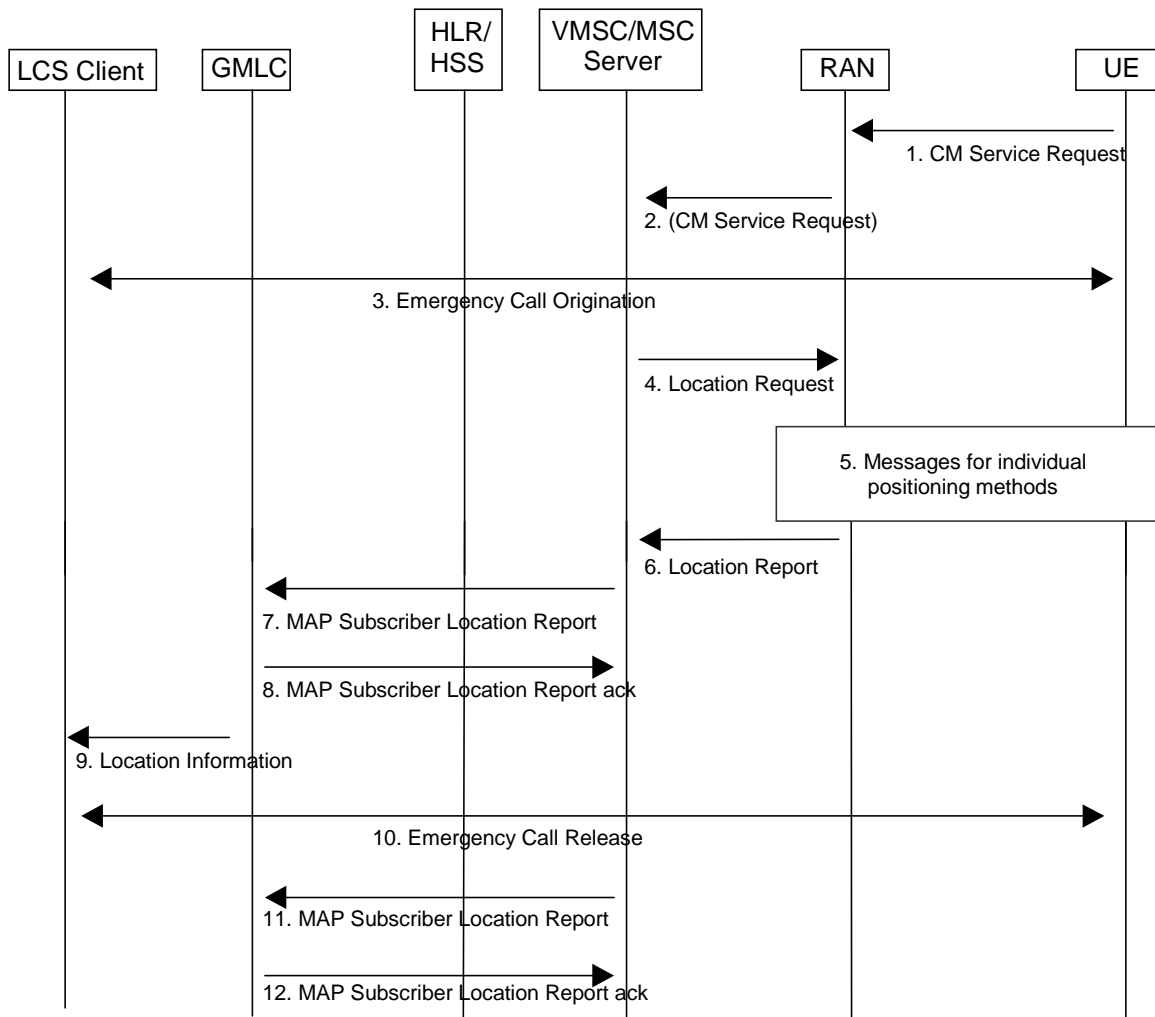 LCS Client
GMLC
HLR/
HSS
VMSC/MSC
Server
RAN
UE
1. CM Service Request
2. (CM Service Request)
3. Emergency Call Origination
4. Location Request
5. Messages for individual
positioning methods
6. Location Report
7. MAP Subscriber Location Report
8. MAP Subscriber Location Report ack
9. Location Information
10. Emergency Call Release
11. MAP Subscriber Location Report
12. MAP Subscriber Location Report ack